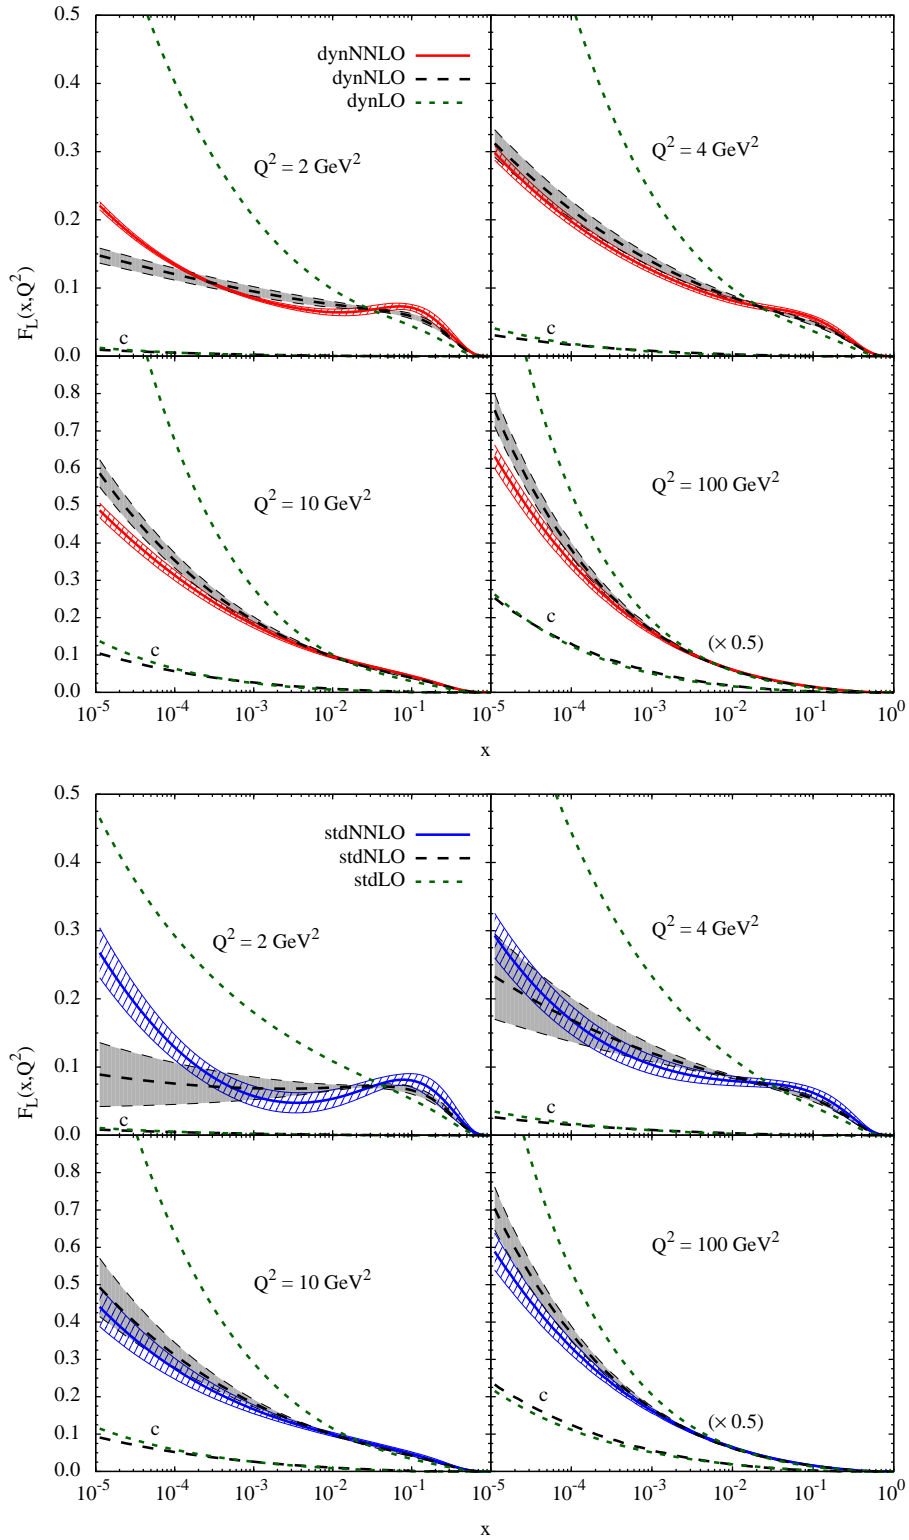 0.5
dynNNLO
dynNLO
dynLO
0.4
0.3
Q² = 2 GeV²
Q² = 4 GeV²
0.2
F_L(x,Q²)
0.1
c
c
0.0
0.8
0.7
0.6
0.5
Q² = 10 GeV²
Q² = 100 GeV²
0.4
0.3
0.2
c
c
(× 0.5)
0.1
0.0
10⁻⁵ 10⁻⁴ 10⁻³ 10⁻² 10⁻¹ 10⁻⁵ 10⁻⁴ 10⁻³ 10⁻² 10⁻¹ 10⁰
x
0.5
stdNNLO
stdNLO
stdLO
0.4
0.3
Q² = 2 GeV²
Q² = 4 GeV²
0.2
F_L(x,Q²)
0.1
c
c
0.0
0.8
0.7
0.6
Q² = 10 GeV²
Q² = 100 GeV²
0.5
0.4
0.3
0.2
c
c
(× 0.5)
0.1
0.0
10⁻⁵ 10⁻⁴ 10⁻³ 10⁻² 10⁻¹ 10⁻⁵ 10⁻⁴ 10⁻³ 10⁻² 10⁻¹ 10⁰
x